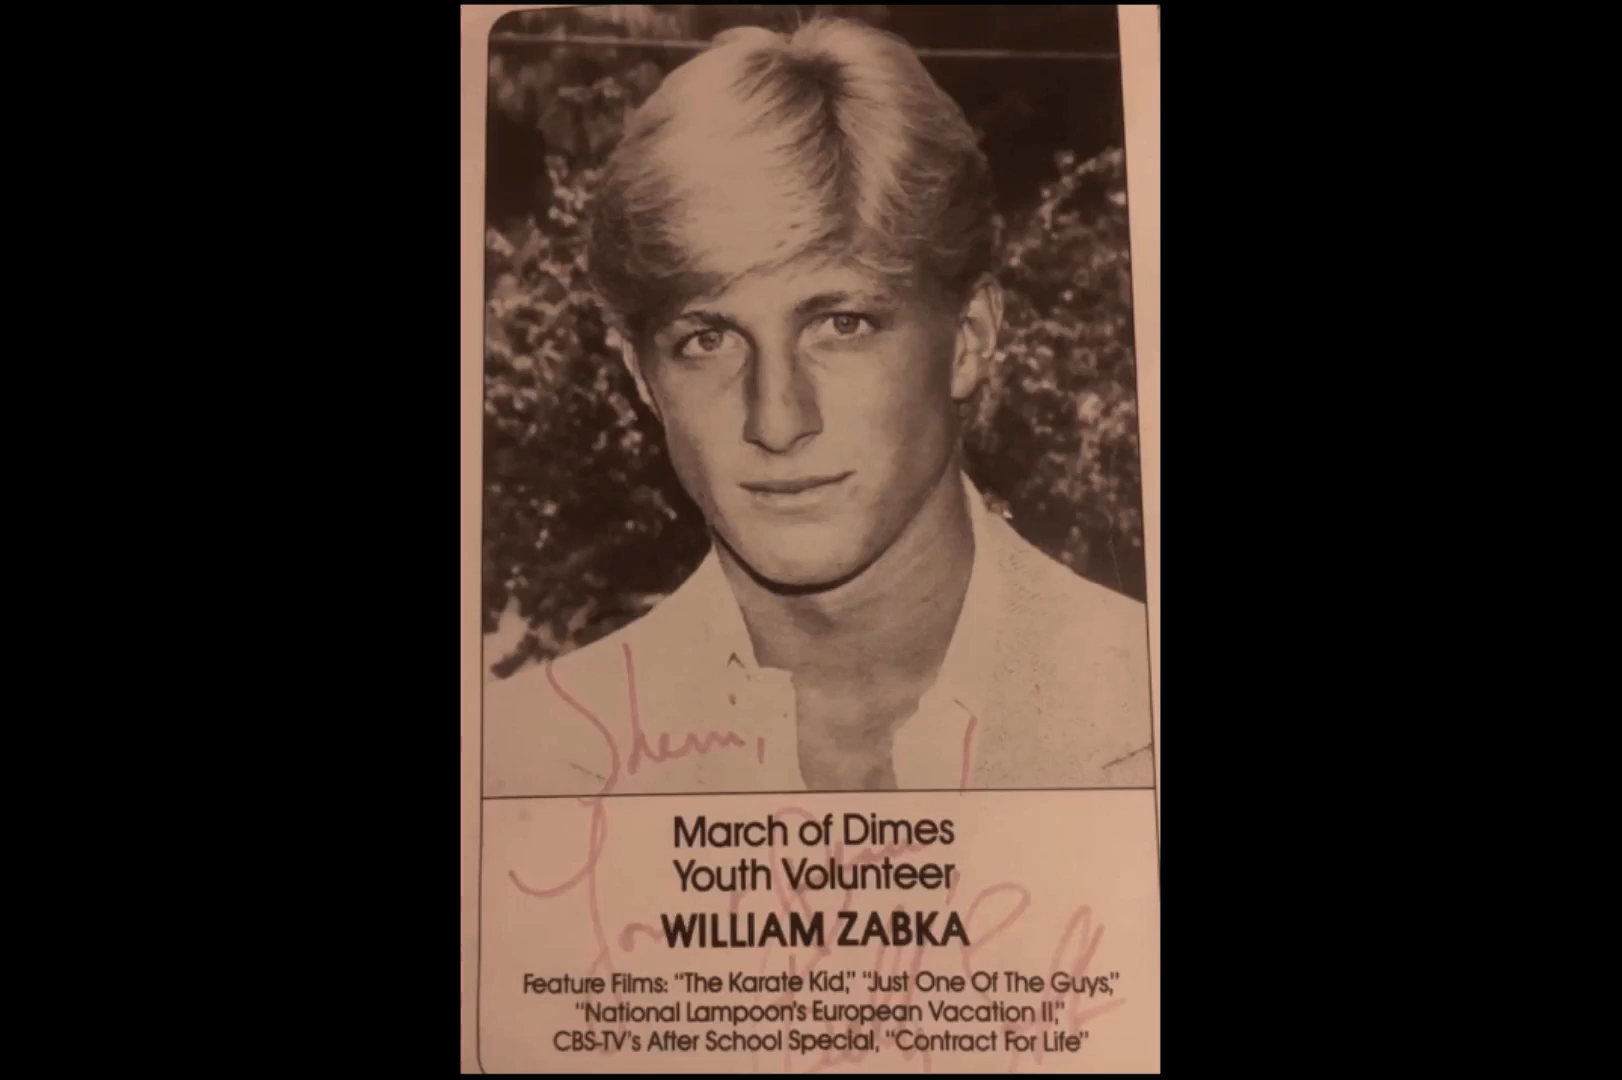 Sherri,
March of Dimes
Youth Volunteer
WILLIAM ZABKA
Feature Films: “The Karate Kid,” “Just One Of The Guys,”
“National Lampoon's European Vacation II,”
CBS-TV's After School Special, “Contract For Life”